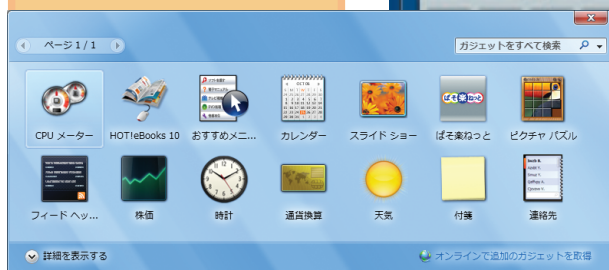 ページ 1 / 1
ガジェットをすべて検索
CPU メーター
HOT!eBooks 10
おすすめメニ...
カレンダー
スライド ショー
ぱそ楽ねっと
ピクチャ パズル
フィード ヘッ...
株価
時計
通貨換算
天気
付箋
連絡先
詳細を表示する
オンラインで追加のガジェットを取得